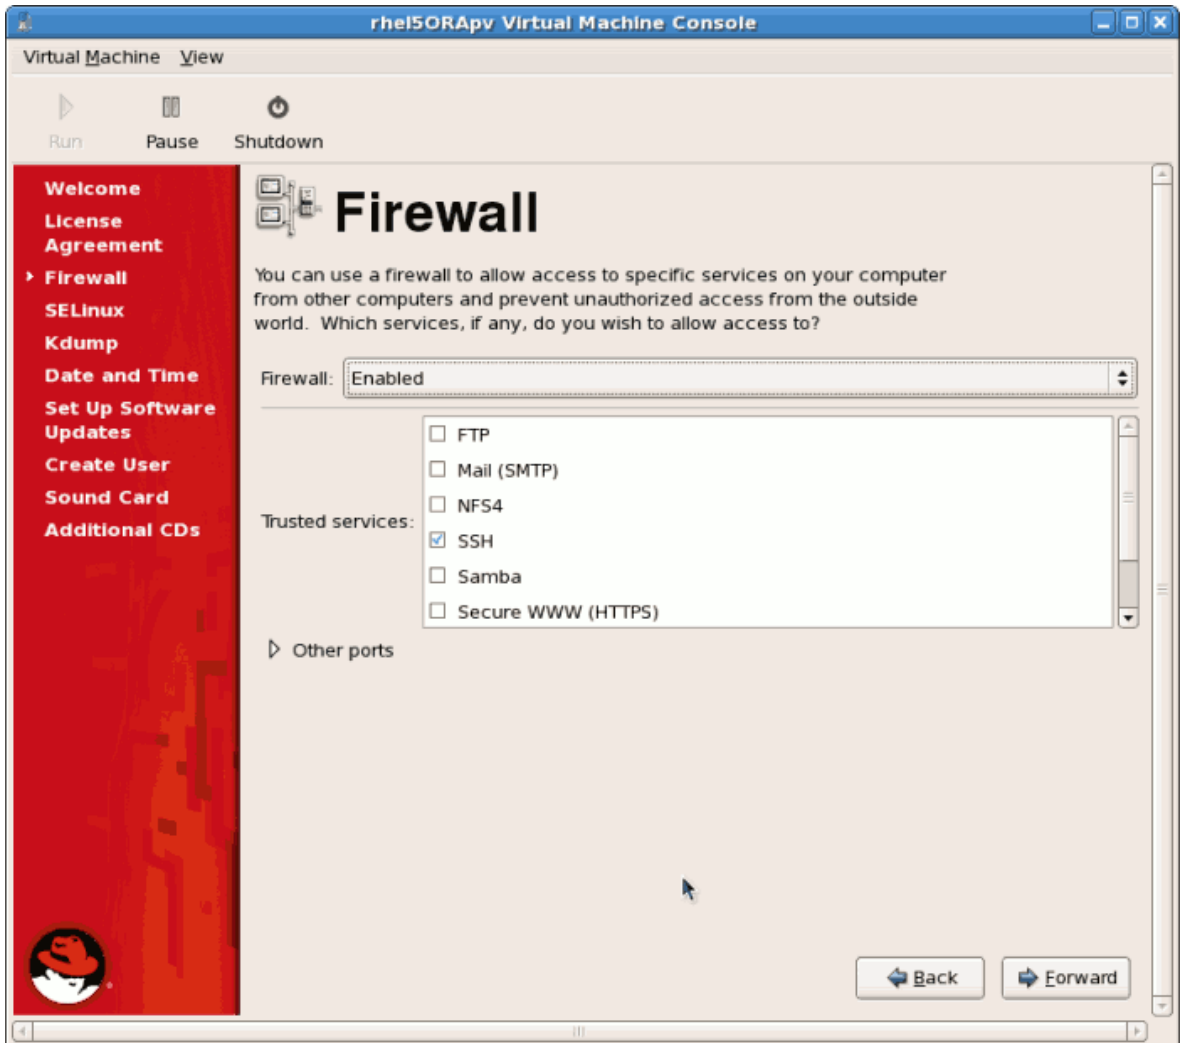 rhel5ORApv Virtual Machine Console
Virtual Machine View
Run Pause Shutdown
Welcome
License
Agreement
Firewall
SELinux
Kdump
Date and Time
Set Up Software
Updates
Create User
Sound Card
Additional CDs
Firewall
You can use a firewall to allow access to specific services on your computer
from other computers and prevent unauthorized access from the outside
world. Which services, if any, do you wish to allow access to?
Firewall: Enabled
Trusted services:
FTP
Mail (SMTP)
NFS4
SSH
Samba
Secure WWW (HTTPS)
Other ports
Back Forward